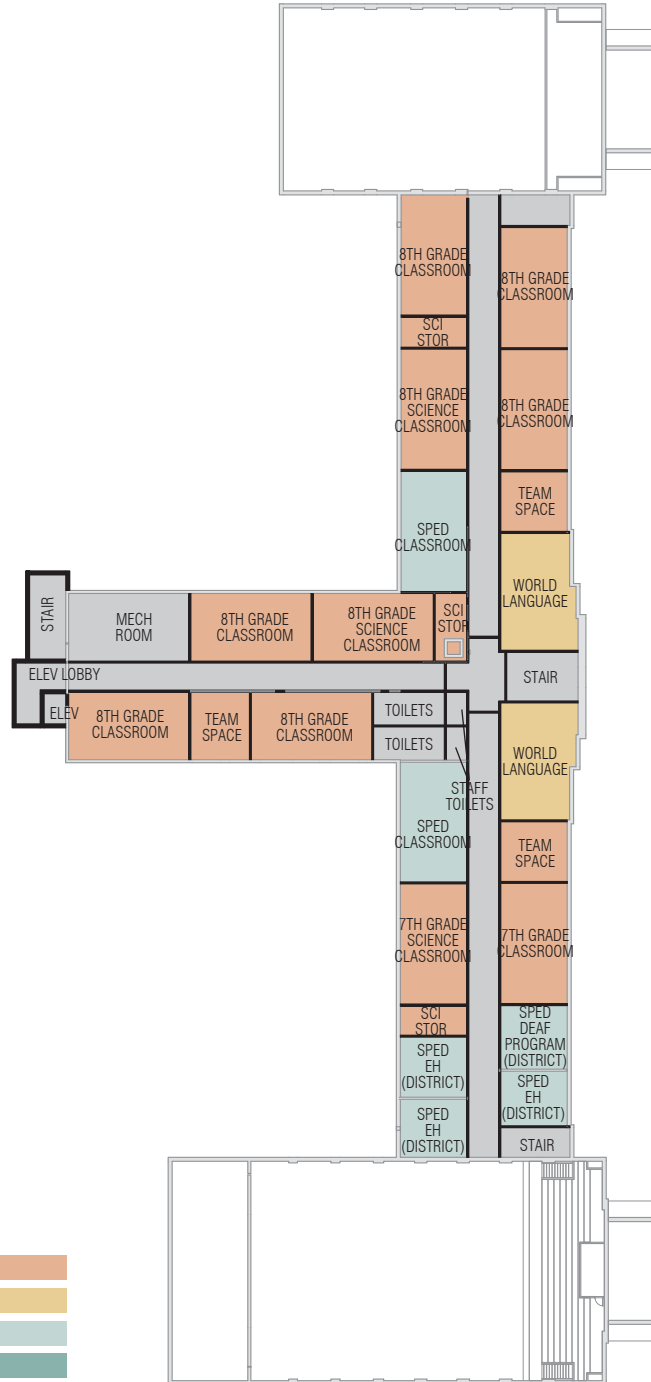 8TH GRADE
CLASSROOM
8TH GRADE
CLASSROOM
SCI
STOR
8TH GRADE
SCIENCE
CLASSROOM
8TH GRADE
CLASSROOM
TEAM
SPACE
SPED
CLASSROOM
WORLD
LANGUAGE
STAIR
MECH
ROOM
8TH GRADE
CLASSROOM
8TH GRADE
SCIENCE
CLASSROOM
SCI
STOR
ELEV LOBBY
STAIR
ELEV
8TH GRADE
CLASSROOM
TEAM
SPACE
8TH GRADE
CLASSROOM
TOILETS
TOILETS
STAFF
TOILETS
WORLD
LANGUAGE
SPED
CLASSROOM
TEAM
SPACE
7TH GRADE
SCIENCE
CLASSROOM
7TH GRADE
CLASSROOM
SCI
STOR
SPED
DEAF
PROGRAM
(DISTRICT)
SPED
EH
(DISTRICT)
SPED
EH
(DISTRICT)
SPED
EH
(DISTRICT)
STAIR